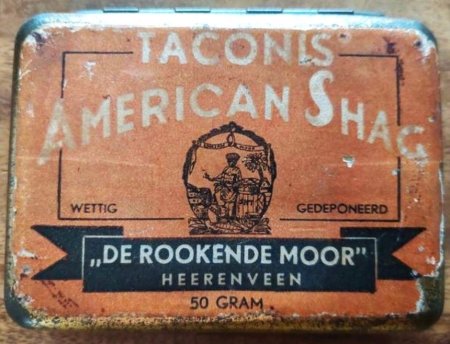 TACONIS'
AMERICAN SHAG
WETTIG GEDEPONEERD
„DE ROOKENDE MOOR"
HEERENVEEN
50 GRAM